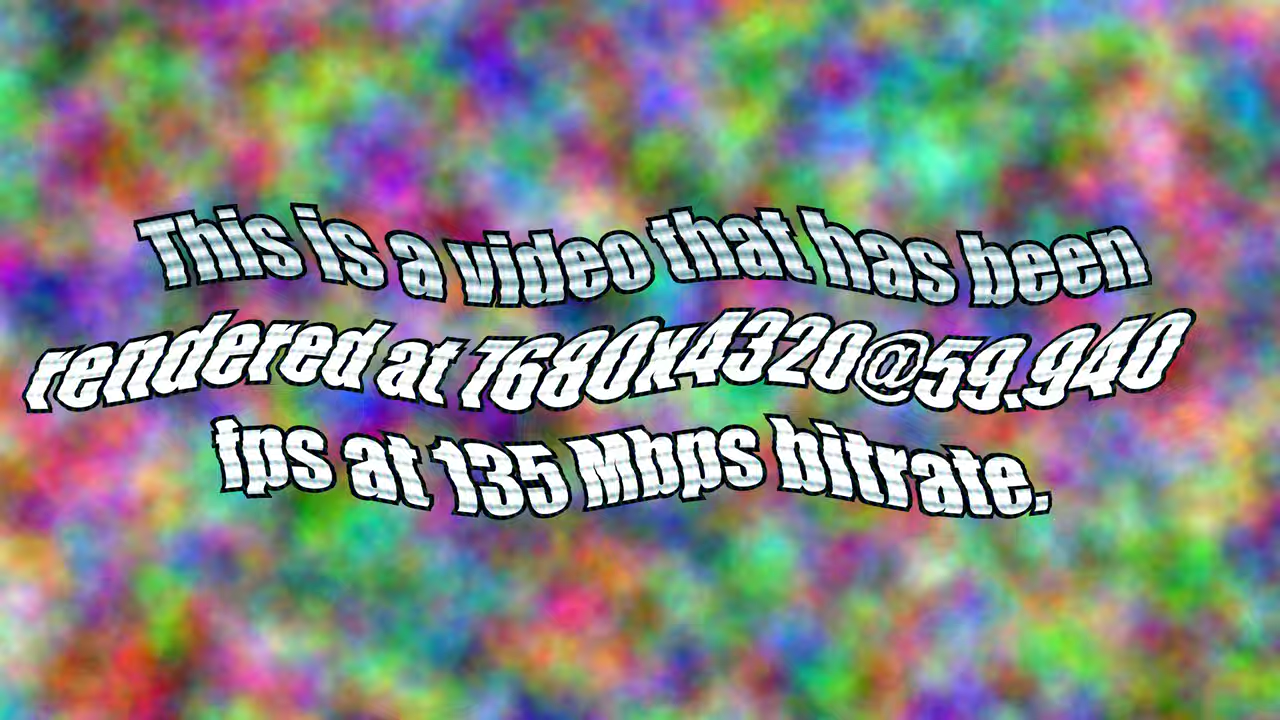 This is a video that has been
rendered at 7680x4320@59.940
fps at 135 Mbps bitrate.